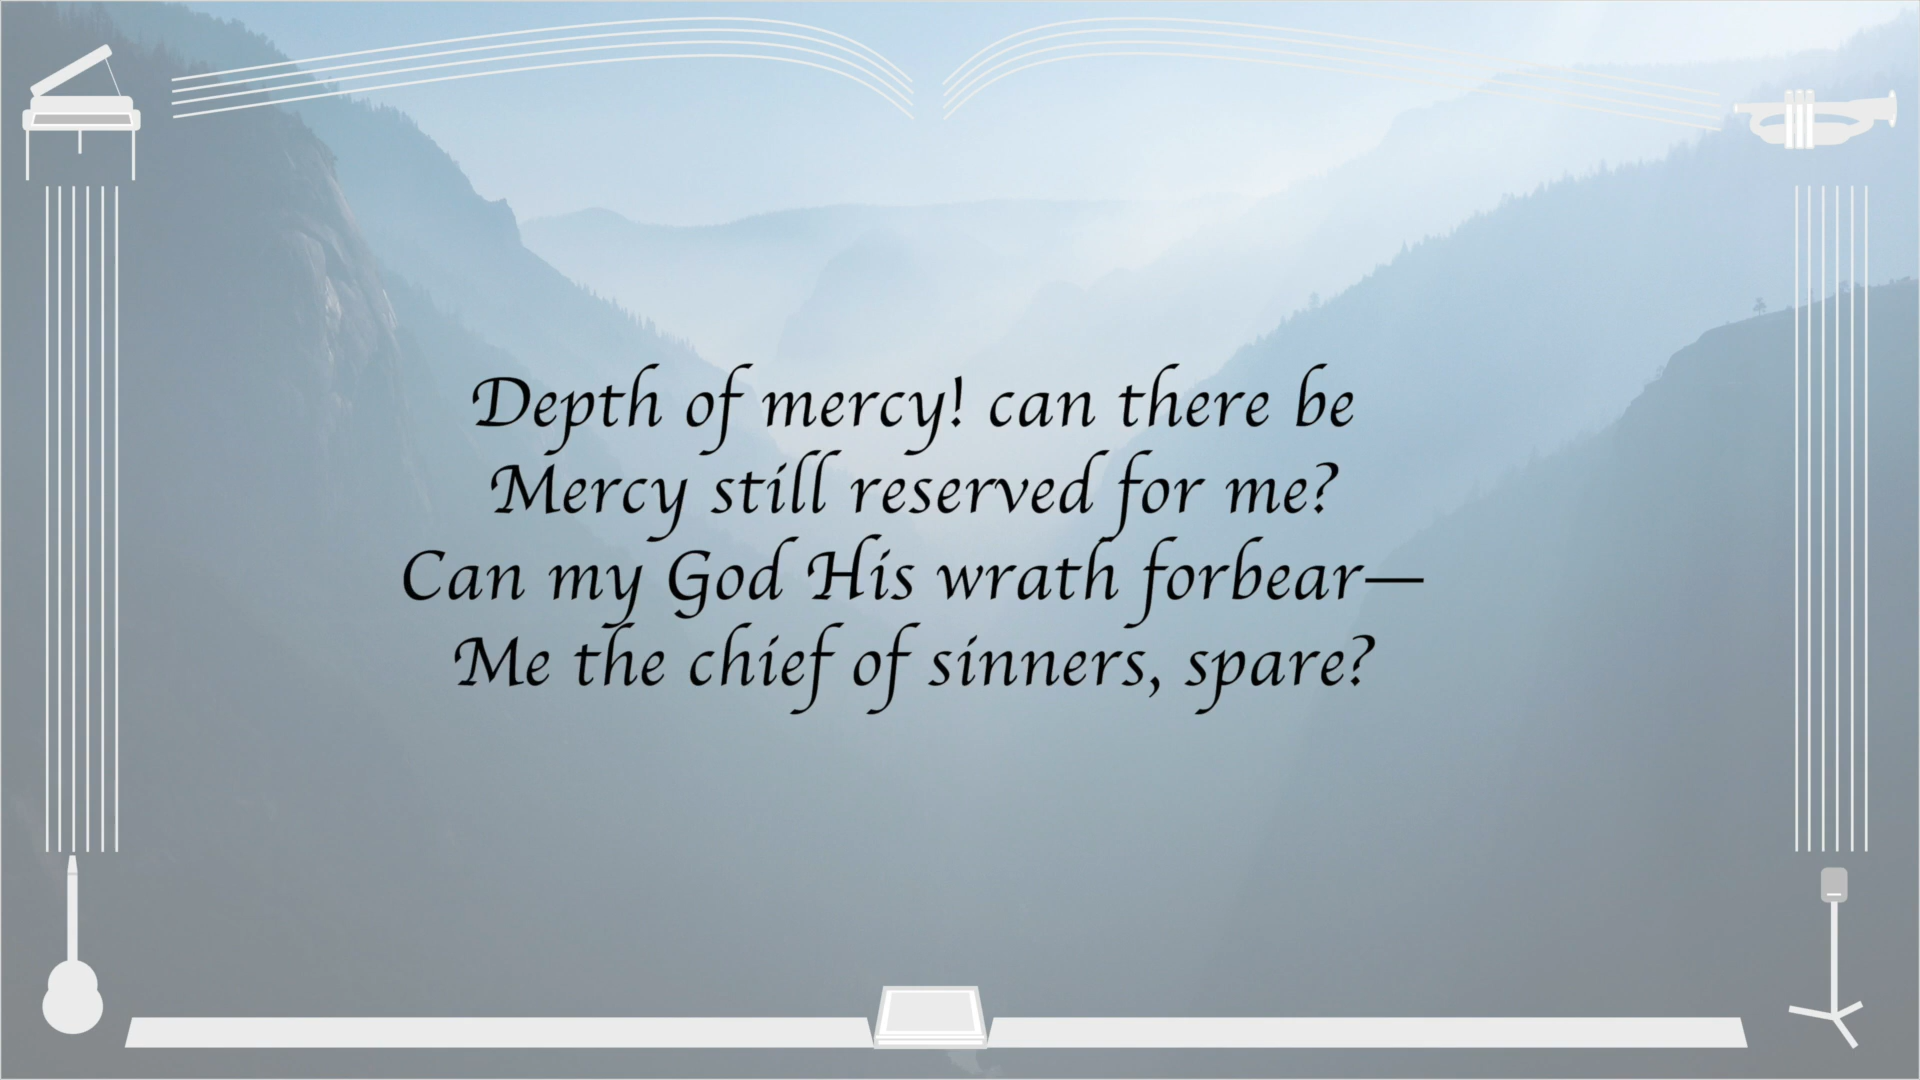 Depth of mercy! can there be
Mercy still reserved for me?
Can my God His wrath forbear—
Me the chief of sinners, spare?